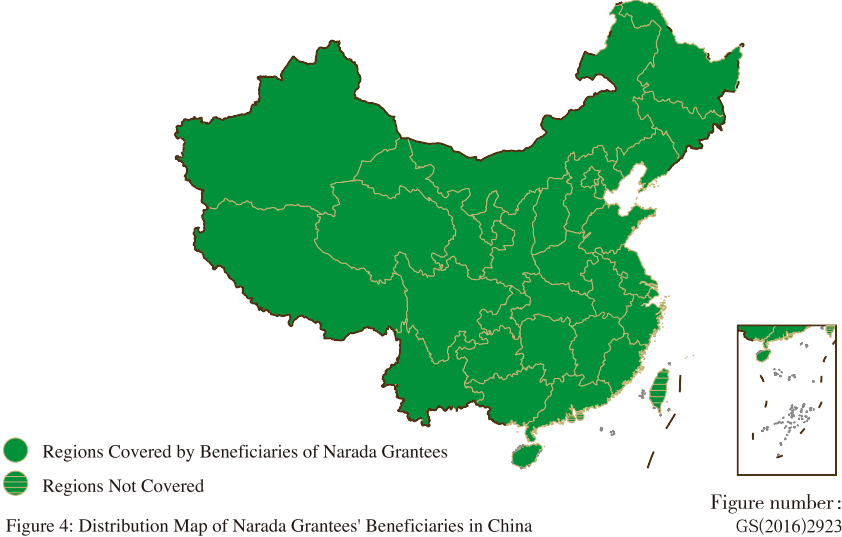 Regions Covered by Beneficiaries of Narada Grantees
Regions Not Covered
Figure number:
Figure 4: Distribution Map of Narada Grantees' Beneficiaries in China
GS(2016)2923